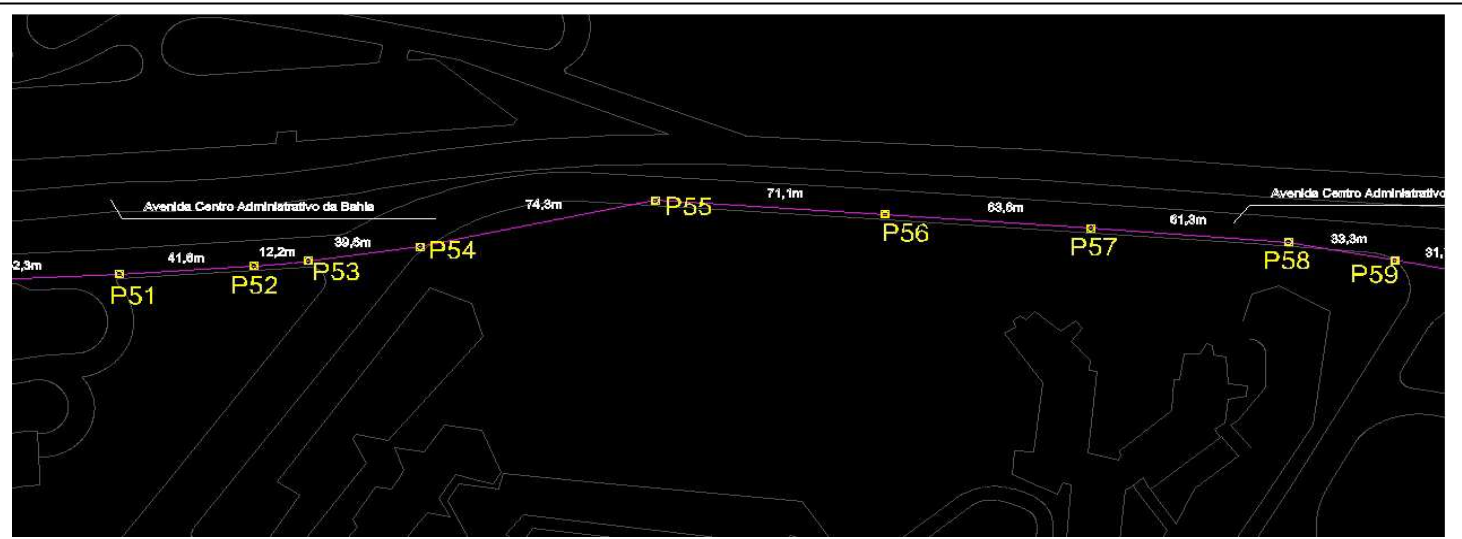 71,1m
Avenida Centro Administrativo
Avenida Centro Administrativo da Bahia
74,3m
P55
63,6m
61,3m
P56
P57
39,6m
P54
33,3m
12,2m
P58
31,
41,6m
P53
2,3m
P52
P59
P51